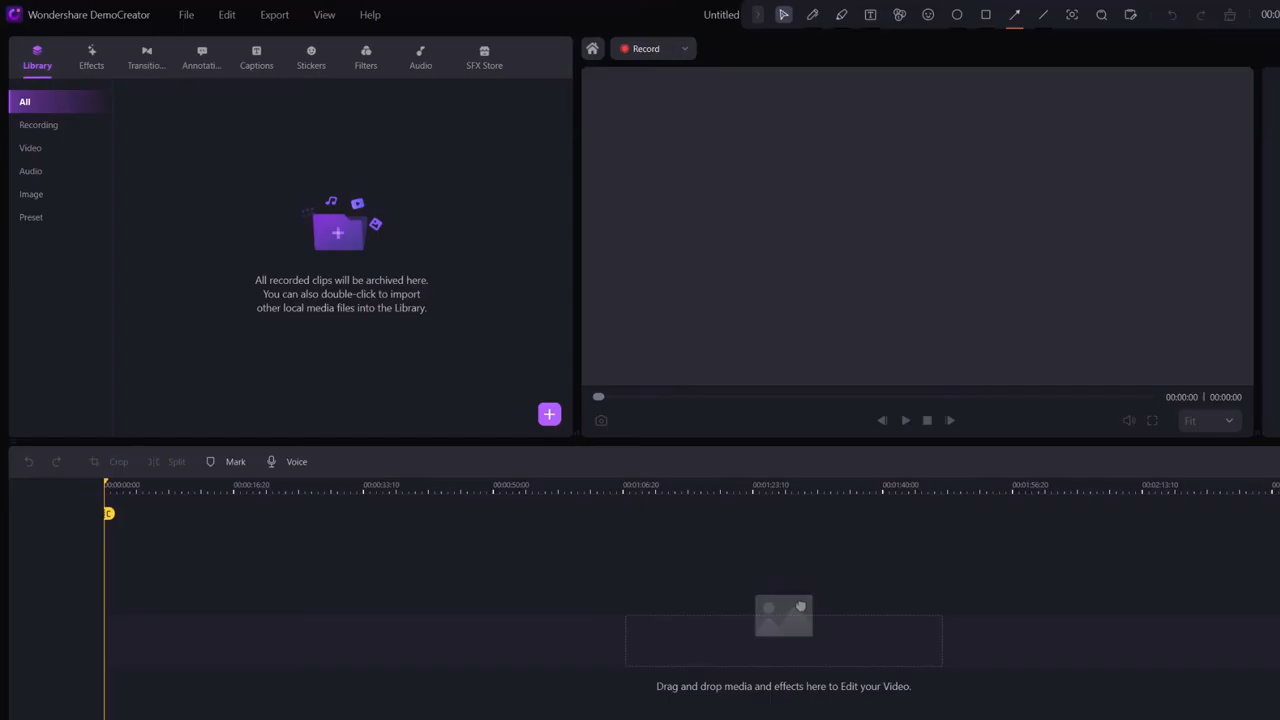 Wondershare DemoCreator
File
Edit
Export
View
Help
Untitled
00:0
Library
Effects
Transitio...
Annotati...
Captions
Stickers
Filters
Audio
SFX Store
Record
All
Recording
Video
Audio
Image
Preset
All recorded clips will be archived here.
You can also double-click to import
other local media files into the Library.
00:00:00 | 00:00:00
Fit
Crop
Split
Mark
Voice
00:00:00:00
00:00:16:20
00:00:33:10
00:00:50:00
00:01:06:20
00:01:23:10
00:01:40:00
00:01:56:20
00:02:13:10
Drag and drop media and effects here to Edit your Video.